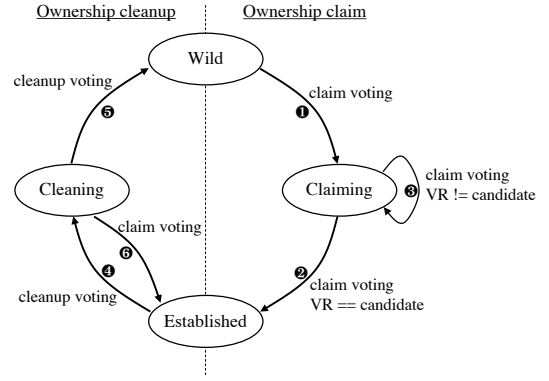 Ownership cleanup
Ownership claim
Wild
cleanup voting
claim voting
❺
❶
Cleaning
Claiming
claim voting
VR != candidate
❸
claim voting
❻
❹
❷
cleanup voting
claim voting
VR == candidate
Established